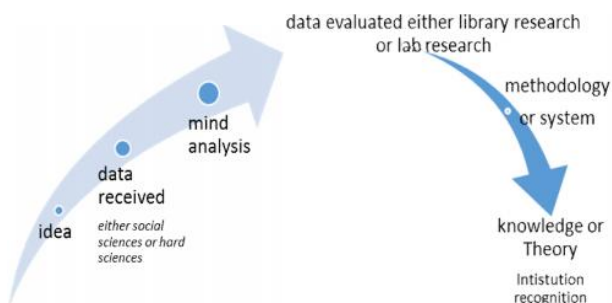 idea
data
received
either social
sciences or hard
sciences
mind
analysis
data evaluated either library research
or lab research
methodology
or system
knowledge or
Theory
Intistution
recognition